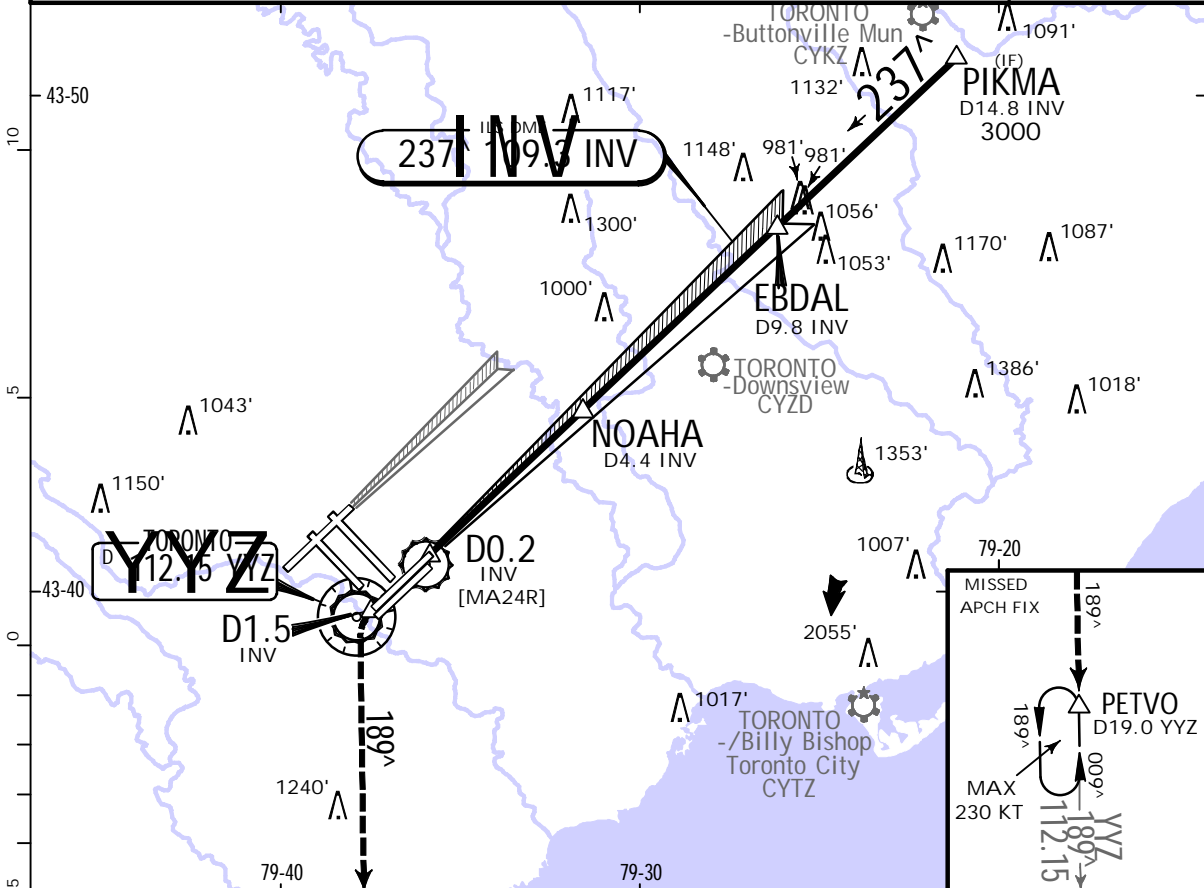 TORONTO
-Buttonville Mun
CYKZ
1091'
237^
(IF)
PIKMA
D14.8 INV
3000
1132'
43-50
1117'
10
ILS DME
237^ 109.3 INV
INV
1148'
981'
981'
1300'
1056'
1053'
1170'
1087'
1000'
EBDAL
D9.8 INV
TORONTO
-Downsview
CYZD
1386'
1018'
5
1043'
NOAHA
D4.4 INV
1353'
1150'
TORONTO
D 112.15 YYZ
YYZ
D0.2
INV
[MA24R]
1007'
79-20
43-40
D1.5
INV
0
2055'
189^
1017'
TORONTO
-/Billy Bishop
Toronto City
CYTZ
1240'
5
79-40
79-30
MISSED
APCH FIX
189^
PETVO
D19.0 YYZ
189^
009^
MAX
230 KT
YYZ
189^
112.15